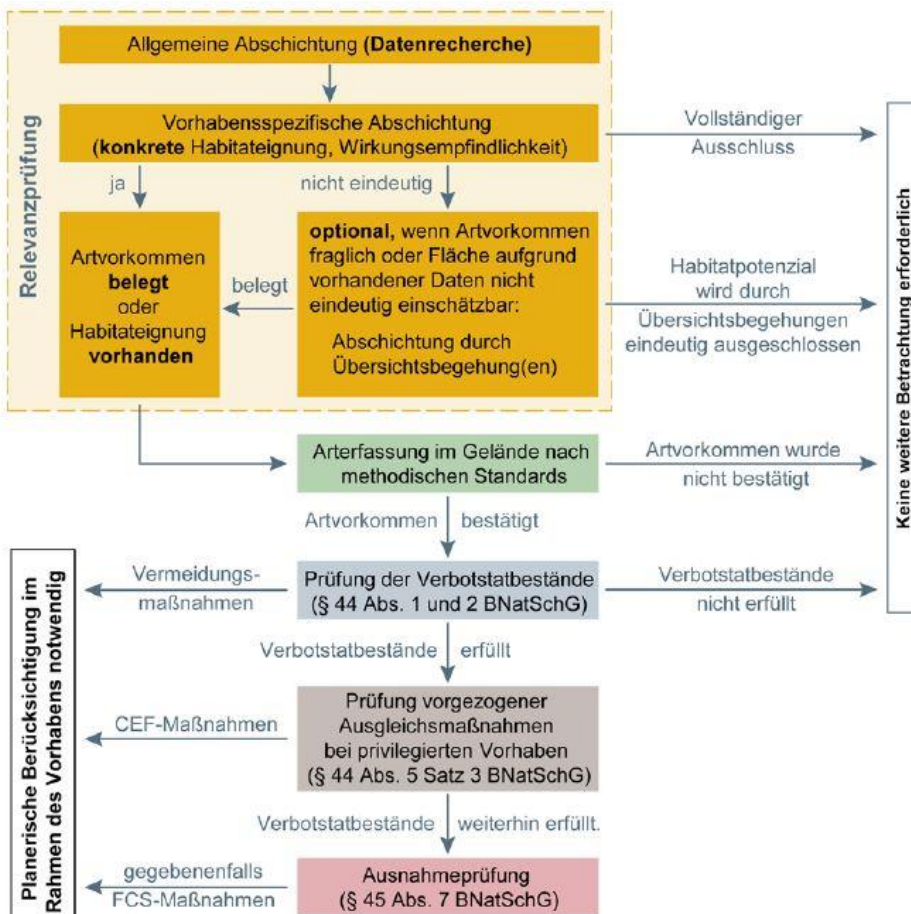 Allgemeine Abschichtung (Datenrecherche)
Relevanzprüfung
Vorhabensspezifische Abschichtung
(konkrete Habitateignung, Wirkungsempfindlichkeit)
Vollständiger
Ausschluss
ja
nicht eindeutig
Artvorkommen
belegt
oder
Habitateignung
vorhanden
belegt
optional, wenn Artvorkommen
fraglich oder Fläche aufgrund
vorhandener Daten nicht
eindeutig einschätzbar:
Abschichtung durch
Übersichtsbegehung(en)
Habitatpotenzial
wird durch
Übersichtsbegehungen
eindeutig ausgeschlossen
Keine weitere Betrachtung erforderlich
Arterfassung im Gelände nach
methodischen Standards
Artvorkommen wurde
nicht bestätigt
Artvorkommen bestätigt
Planerische Berücksichtigung im
Rahmen des Vorhabens notwendig
Vermeidungs-
maßnahmen
Prüfung der Verbotstatbestände
(§ 44 Abs. 1 und 2 BNatSchG)
Verbotstatbestände
nicht erfüllt
Verbotstatbestände erfüllt
CEF-Maßnahmen
Prüfung vorgezogener
Ausgleichsmaßnahmen
bei privilegierten Vorhaben
(§ 44 Abs. 5 Satz 3 BNatSchG)
Verbotstatbestände weiterhin erfüllt.
gegebenenfalls
FCS-Maßnahmen
Ausnahmeprüfung
(§ 45 Abs. 7 BNatSchG)